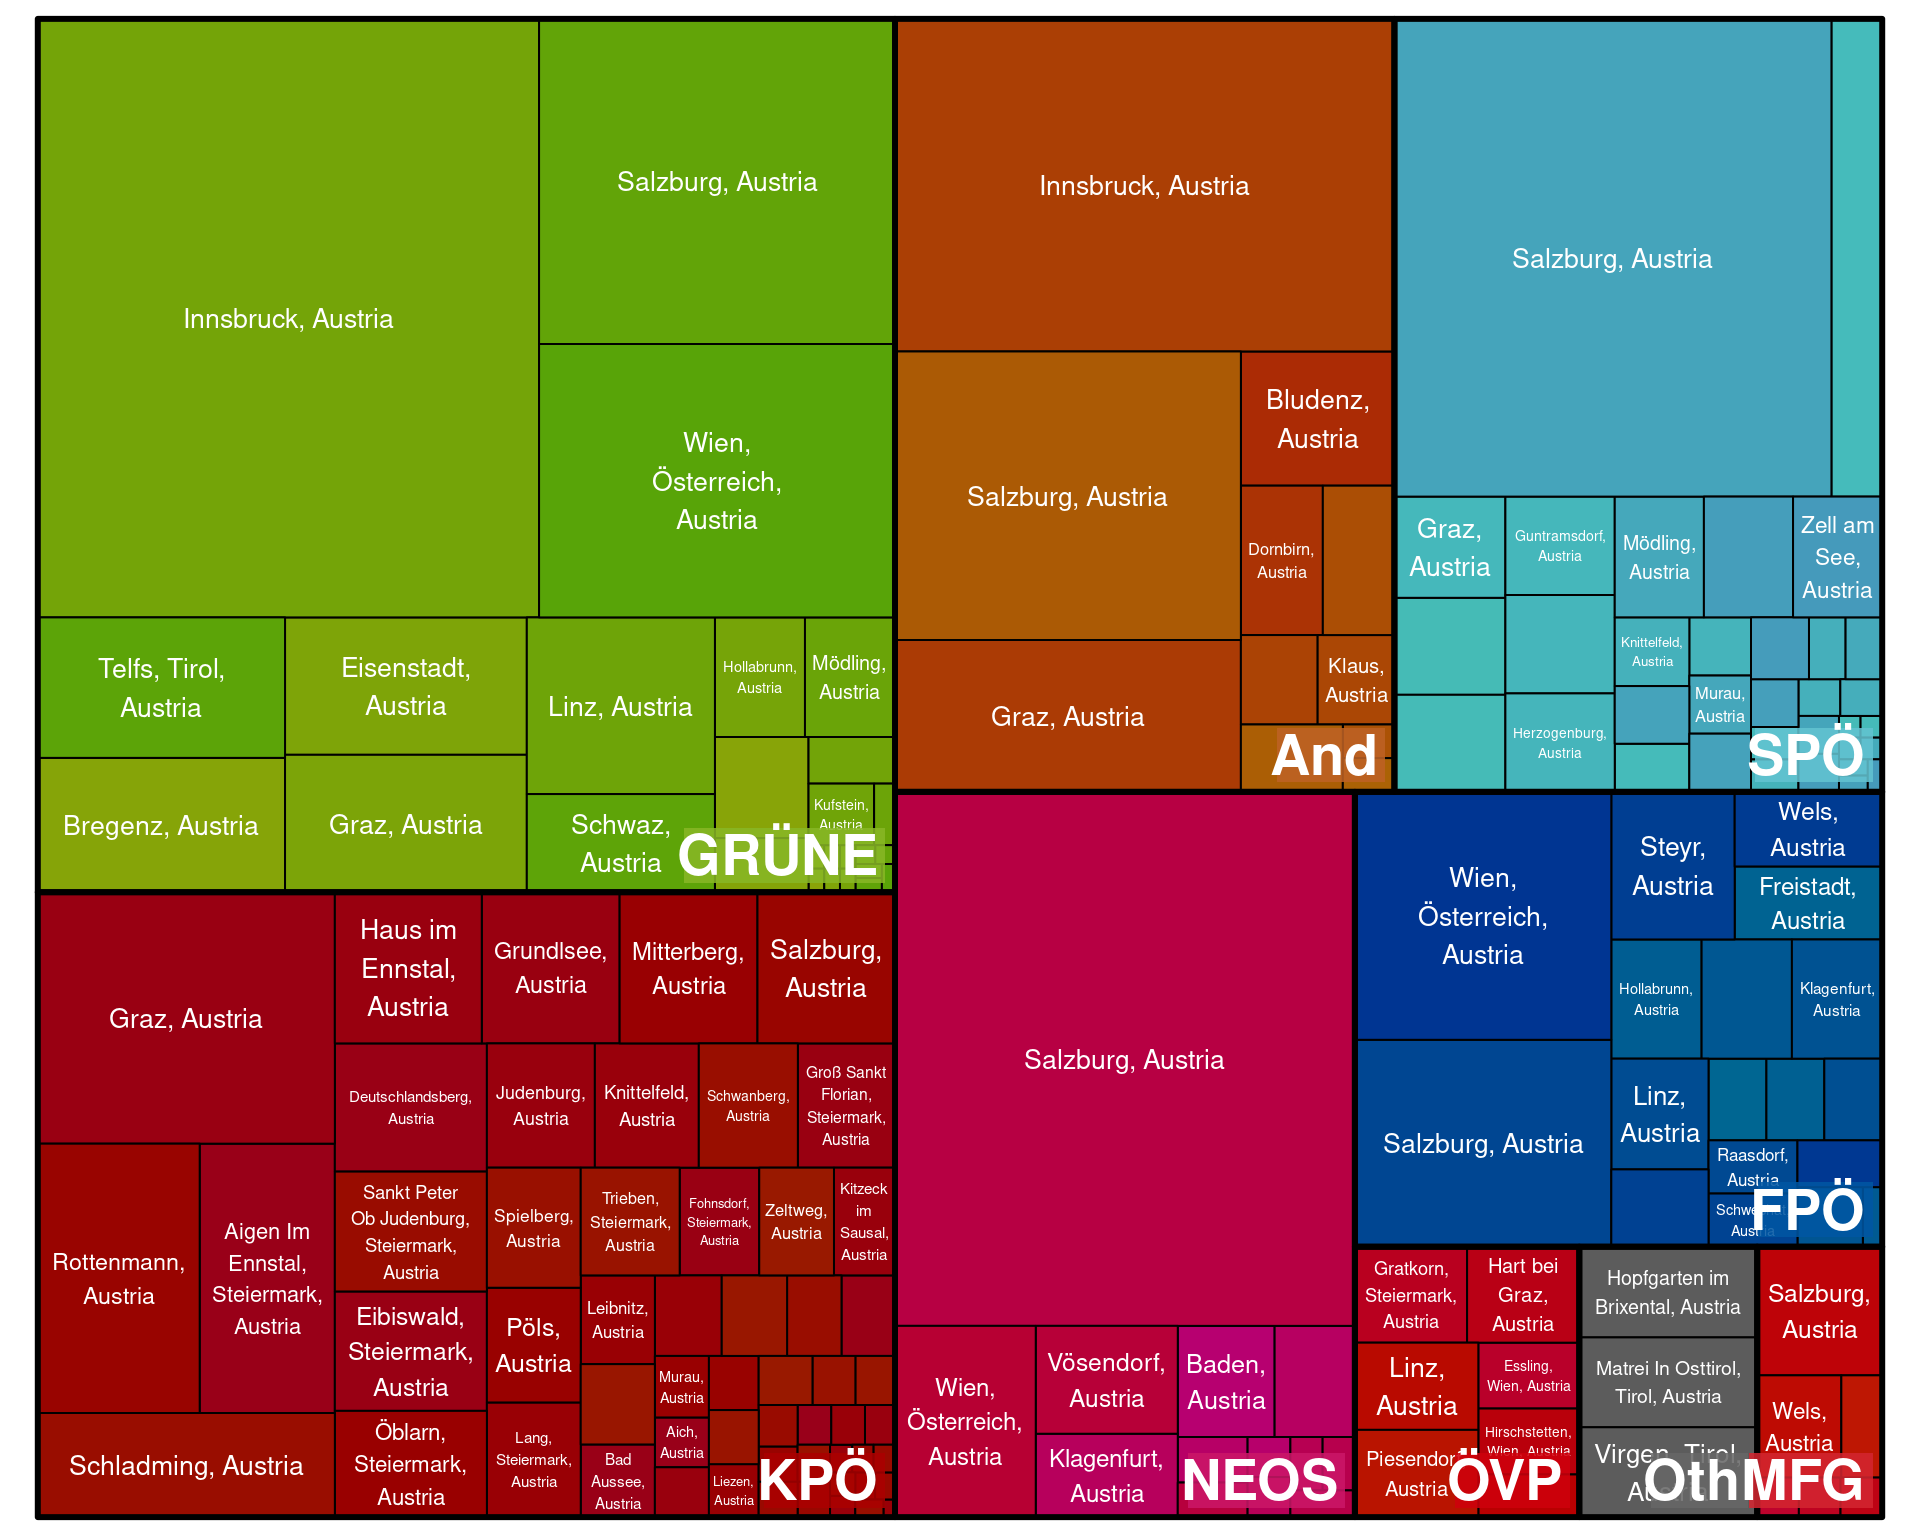 Innsbruck, Austria
Salzburg, Austria
Wien,
Österreich,
Austria
Telfs, Tirol,
Austria
Bregenz, Austria
Eisenstadt,
Austria
Graz, Austria
Linz, Austria
Schwaz,
Austria
Hollabrunn,
Austria
Mödling,
Austria
Kufstein,
Austria
GRÜNE
Innsbruck, Austria
Salzburg, Austria
Graz, Austria
Bludenz,
Austria
Dornbirn,
Austria
Klaus,
Austria
And
Salzburg, Austria
Graz,
Austria
Guntramsdorf,
Austria
Mödling,
Austria
Zell am
See,
Austria
Knittelfeld,
Austria
Murau,
Austria
Herzogenburg,
Austria
SPÖ
Graz, Austria
Rottenmann,
Austria
Aigen Im
Ennstal,
Steiermark,
Austria
Schladming, Austria
Haus im
Ennstal,
Austria
Grundlsee,
Austria
Mitterberg,
Austria
Salzburg,
Austria
Deutschlandsberg,
Austria
Judenburg,
Austria
Knittelfeld,
Austria
Schwanberg,
Austria
Groß Sankt
Florian,
Steiermark,
Austria
Sankt Peter
Ob Judenburg,
Steiermark,
Austria
Eibiswald,
Steiermark,
Austria
Öblarn,
Steiermark,
Austria
Spielberg,
Austria
Pöls,
Austria
Lang,
Steiermark,
Austria
Trieben,
Steiermark,
Austria
Fohnsdorf,
Steiermark,
Austria
Zeltweg,
Austria
Kitzeck
im
Sausal,
Austria
Leibnitz,
Austria
Bad
Aussee,
Austria
Murau,
Austria
Aich,
Austria
Liezen,
Austria
KPÖ
Salzburg, Austria
Wien,
Österreich,
Austria
Vösendorf,
Austria
Klagenfurt,
Austria
Baden,
Austria
NEOS
Wien,
Österreich,
Austria
Salzburg, Austria
Steyr,
Austria
Wels,
Austria
Freistadt,
Austria
Hollabrunn,
Austria
Klagenfurt,
Austria
Linz,
Austria
Raasdorf,
Austria
Austria
FPÖ
Gratkorn,
Steiermark,
Austria
Hart bei
Graz,
Austria
Linz,
Austria
Essling,
Wien, Austria
Hirschstetten,
Wien, Austria
Piesendorf,
Austria
ÖVP
Hopfgarten im
Brixental, Austria
Matrei In Osttirol,
Tirol, Austria
Virgen, Tirol,
Austria
Oth
Salzburg,
Austria
Wels,
Austria
MFG